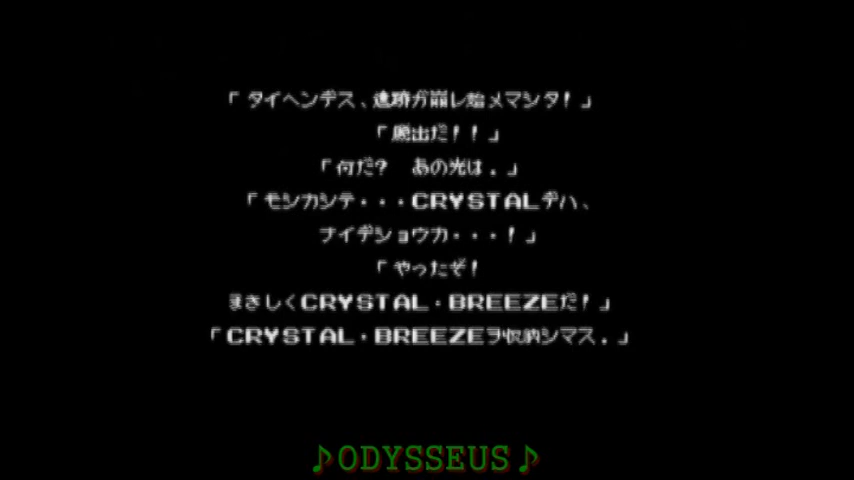 「タイヘンデス、遺跡ガ崩レ始メマシタ!」
「脱出だ!!」
「何だ?　あの光は.」
「モシカシテ・・・CRYSTALデハ、
ナイデショウカ・・・!」
「やったぞ!
まさしくCRYSTAL・BREEZEだ!」
「CRYSTAL・BREEZEヲ収納シマス.」
♪ODYSSEUS♪